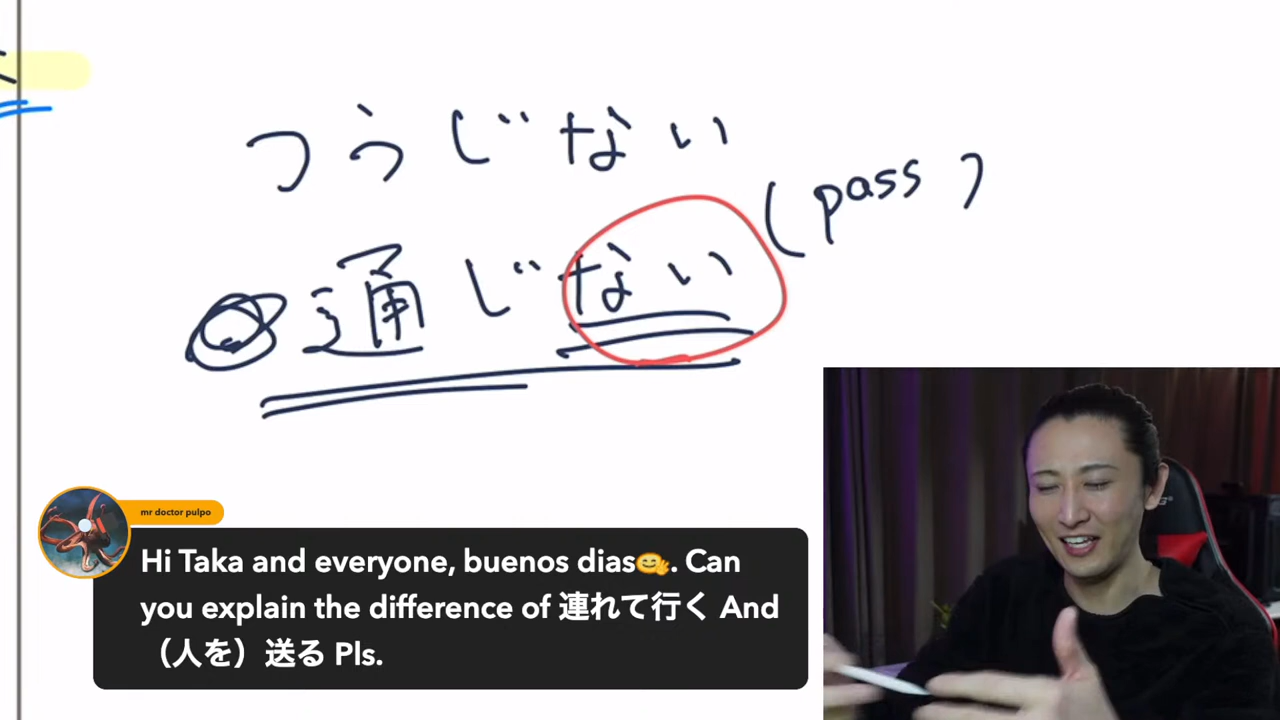 つうじない
(pass)
通じない
mr doctor pulpo
Hi Taka and everyone, buenos dias😊👋. Can
you explain the difference of 連れて行く And
（人を）送る Pls.